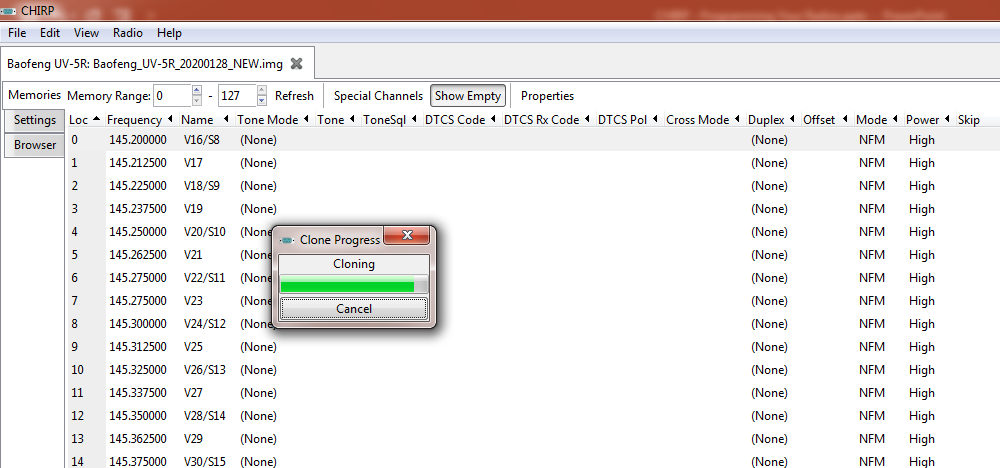 CHIRP
File Edit View Radio Help
Baofeng UV-5R: Baofeng_UV-5R_20200128_NEW.img
Memories Memory Range: 0 - 127 Refresh Special Channels Show Empty Properties
Settings
Browser
Loc Frequency Name Tone Mode Tone ToneSql DTCS Code DTCS Rx Code DTCS Pol Cross Mode Duplex Offset Mode Power Skip
0 145.200000 V16/S8 (None) (None) NFM High
1 145.212500 V17 (None) (None) NFM High
2 145.225000 V18/S9 (None) (None) NFM High
3 145.237500 V19 (None) (None) NFM High
4 145.250000 V20/S10 (None) (None) NFM High
5 145.262500 V21 (None) (None) NFM High
6 145.275000 V22/S11 (None) (None) NFM High
7 145.275000 V23 (None) (None) NFM High
8 145.300000 V24/S12 (None) (None) NFM High
9 145.312500 V25 (None) (None) NFM High
10 145.325000 V26/S13 (None) (None) NFM High
11 145.337500 V27 (None) (None) NFM High
12 145.350000 V28/S14 (None) (None) NFM High
13 145.362500 V29 (None) (None) NFM High
14 145.375000 V30/S15 (None) (None) NFM High
Clone Progress
Cloning
Cancel